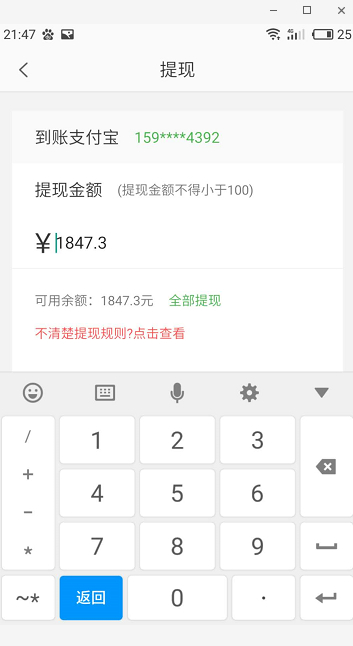 21:47 4G 25
提现
到账支付宝 159****4392
提现金额 (提现金额不得小于100)
¥1847.3
可用余额：1847.3元 全部提现
不清楚提现规则?点击查看
/ 1 2 3
+ 4 5 6
-
* 7 8 9
~* 返回 0 ·